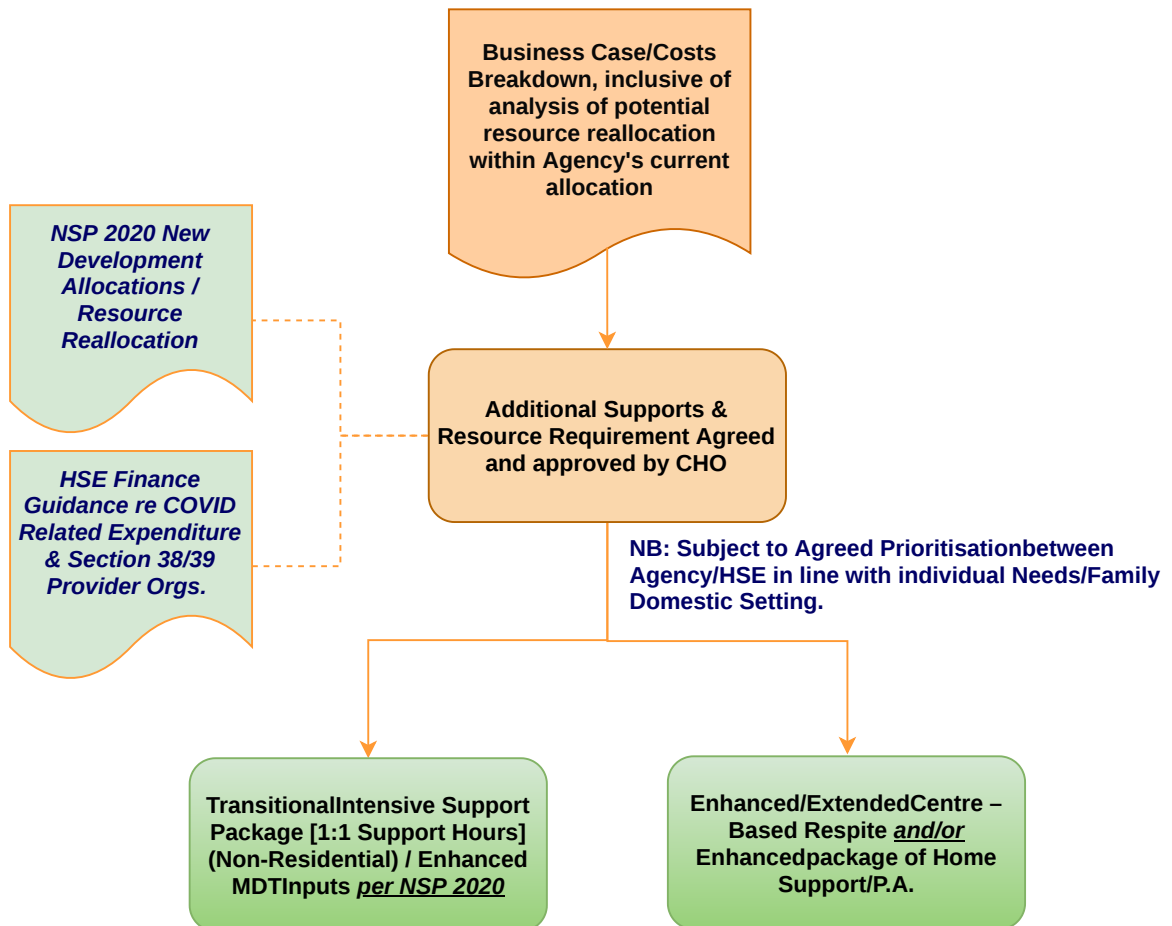 Business Case/Costs
Breakdown, inclusive of
analysis of potential
resource reallocation
within Agency's current
allocation
NSP 2020 New
Development
Allocations /
Resource
Reallocation
HSE Finance
Guidance re COVID
Related Expenditure
& Section 38/39
Provider Orgs.
Additional Supports &
Resource Requirement Agreed
and approved by CHO
NB: Subject to Agreed Prioritisationbetween
Agency/HSE in line with individual Needs/Family
Domestic Setting.
TransitionalIntensive Support
Package [1:1 Support Hours]
(Non-Residential) / Enhanced
MDTInputs per NSP 2020
Enhanced/ExtendedCentre –
Based Respite and/or
Enhancedpackage of Home
Support/P.A.